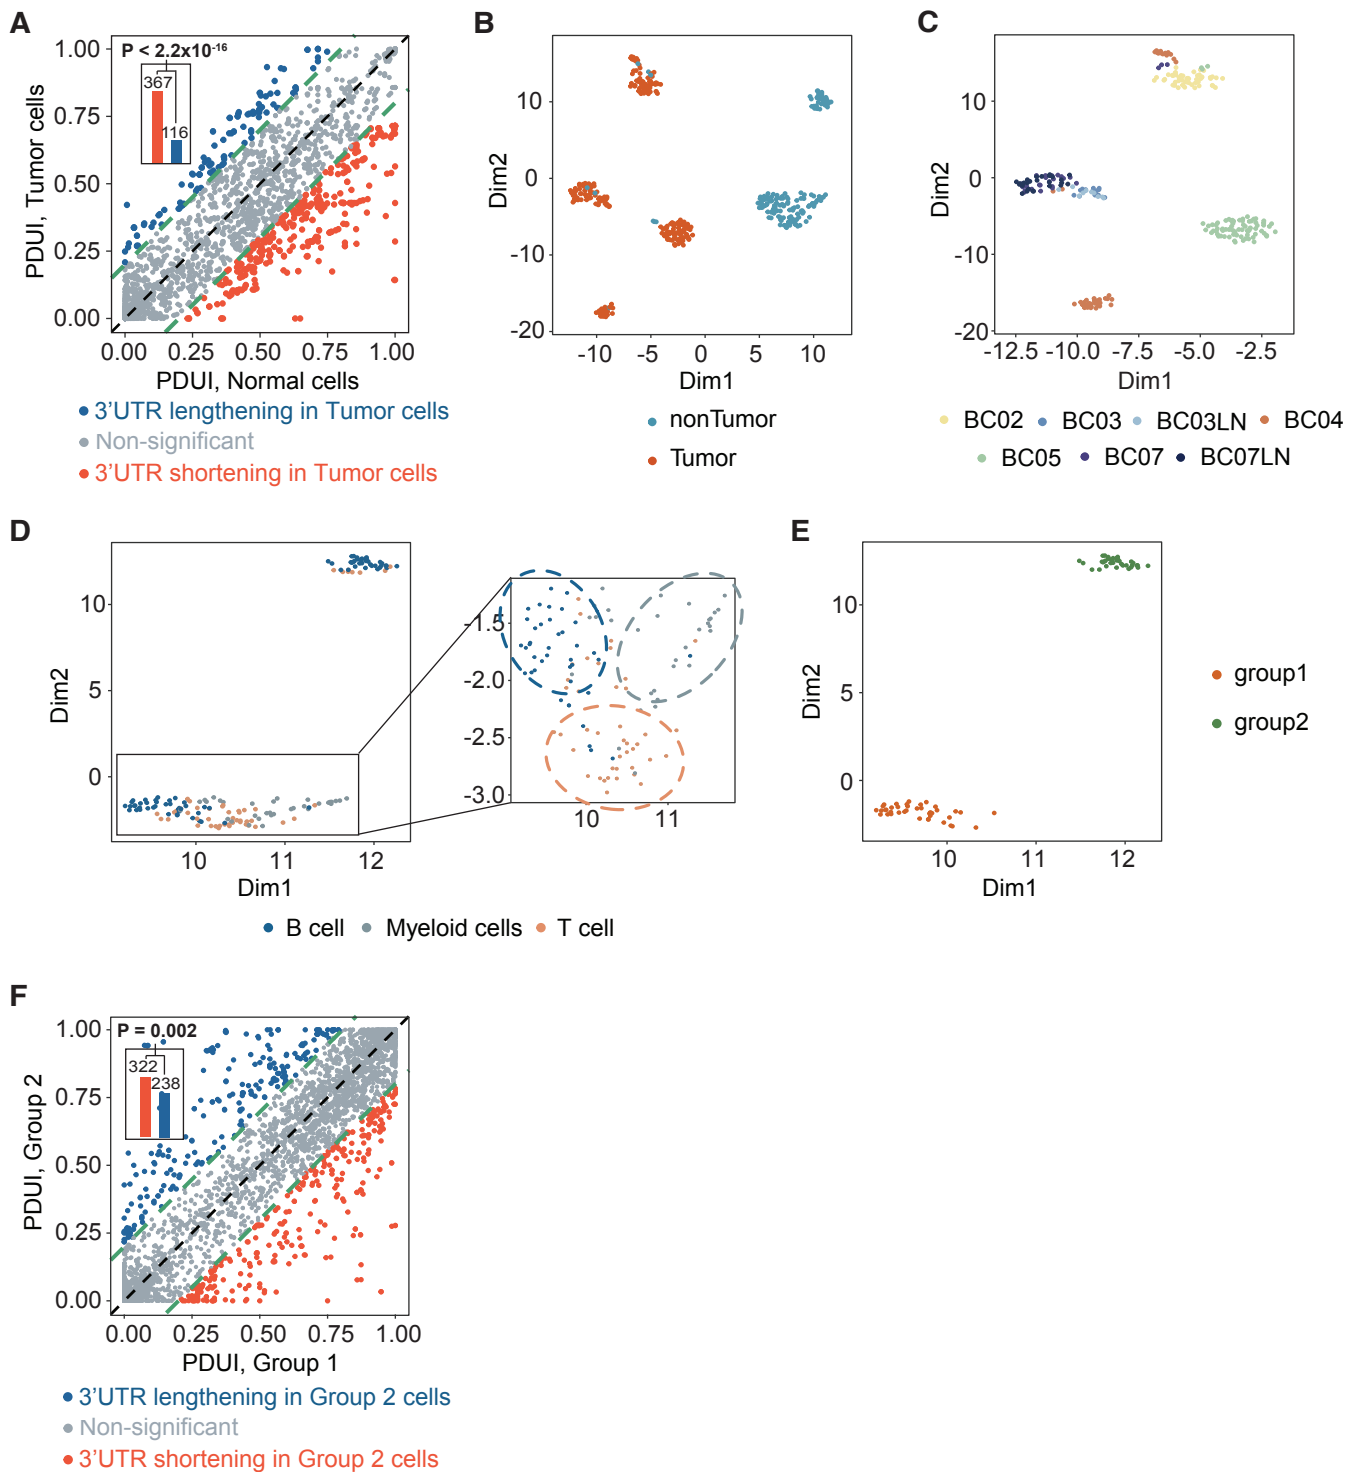 A
P < 2.2x10-16
367
116
1.00
0.75
0.50
0.25
0.00
PDUI, Tumor cells
0.00 0.25 0.50 0.75 1.00
PDUI, Normal cells
3'UTR lengthening in Tumor cells
Non-significant
3'UTR shortening in Tumor cells
B
10
0
-10
-20
Dim2
-10 -5 0 5 10
Dim1
nonTumor
Tumor
C
10
0
-10
-20
Dim2
-12.5 -10.0 -7.5 -5.0 -2.5
Dim1
BC02 BC03 BC03LN BC04
BC05 BC07 BC07LN
D
10
5
0
Dim2
10 11 12
Dim1
-1.5
-2.0
-2.5
-3.0
10 11
B cell Myeloid cells T cell
E
10
5
0
Dim2
10 11 12
Dim1
group1
group2
F
P = 0.002
322
238
1.00
0.75
0.50
0.25
0.00
PDUI, Group 2
0.00 0.25 0.50 0.75 1.00
PDUI, Group 1
3'UTR lengthening in Group 2 cells
Non-significant
3'UTR shortening in Group 2 cells